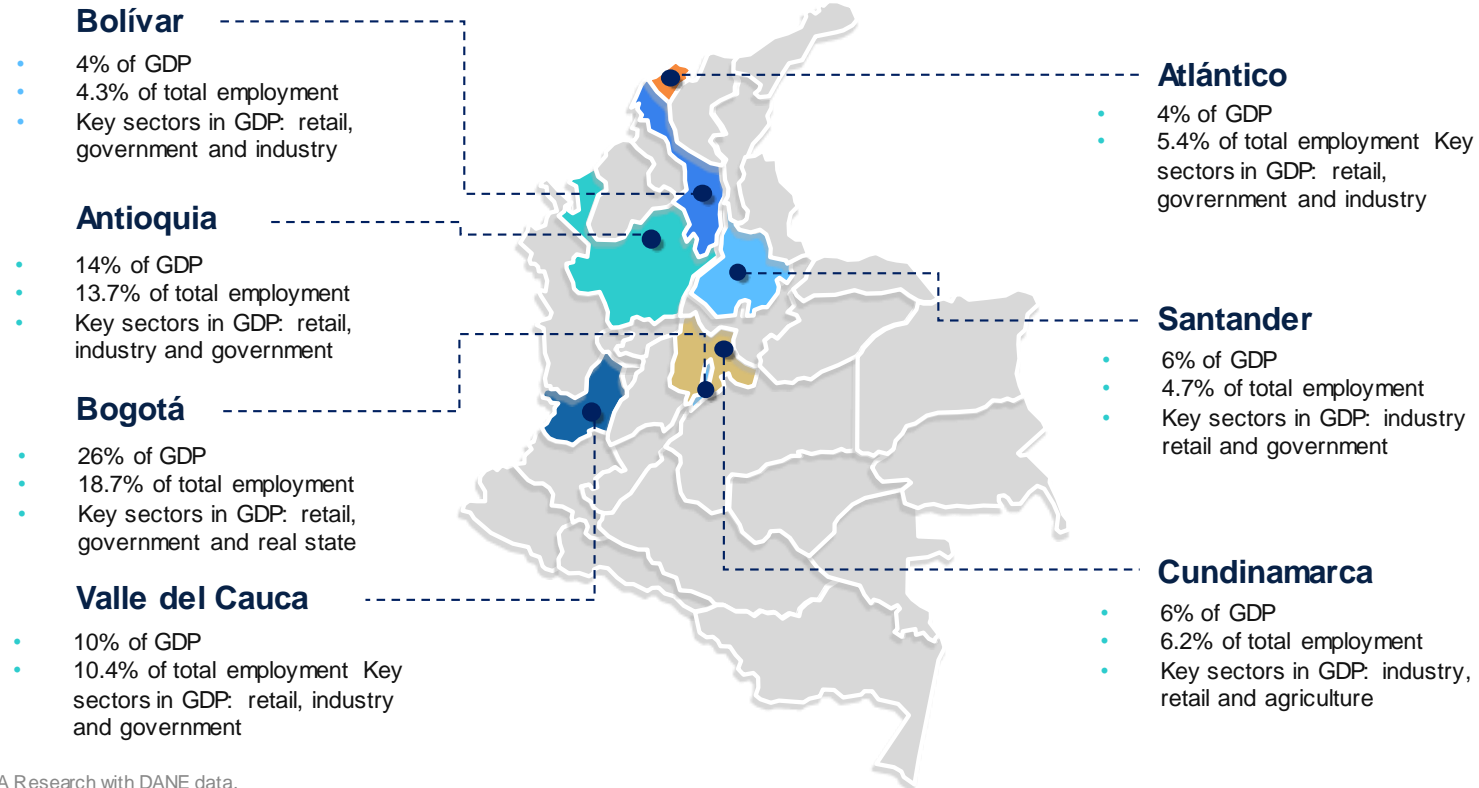 Bolívar
• 4% of GDP
• 4.3% of total employment
• Key sectors in GDP: retail,
government and industry
Antioquia
• 14% of GDP
• 13.7% of total employment
• Key sectors in GDP: retail,
industry and government
Bogotá
• 26% of GDP
• 18.7% of total employment
• Key sectors in GDP: retail,
government and real state
Valle del Cauca
• 10% of GDP
• 10.4% of total employment Key
sectors in GDP: retail, industry
and government
Atlántico
• 4% of GDP
• 5.4% of total employment Key
sectors in GDP: retail,
govrernment and industry
Santander
• 6% of GDP
• 4.7% of total employment
• Key sectors in GDP: industry
retail and government
Cundinamarca
• 6% of GDP
• 6.2% of total employment
• Key sectors in GDP: industry,
retail and agriculture
A Research with DANE data.